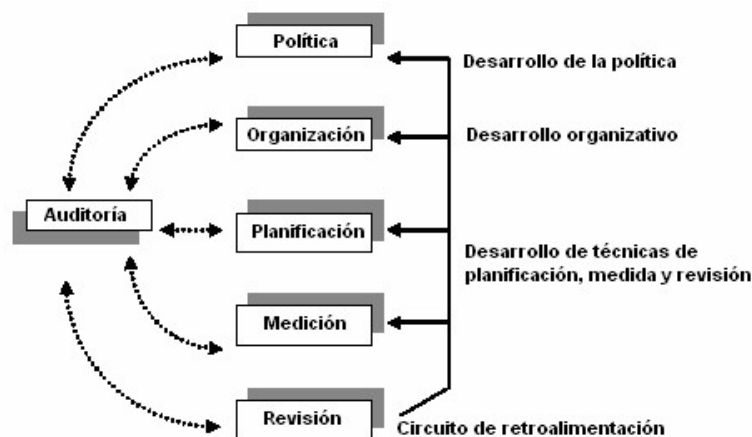 Política
Desarrollo de la política
Organización
Desarrollo organizativo
Auditoría
Planificación
Desarrollo de técnicas de
planificación, medida y revisión
Medición
Revisión
Circuito de retroalimentación